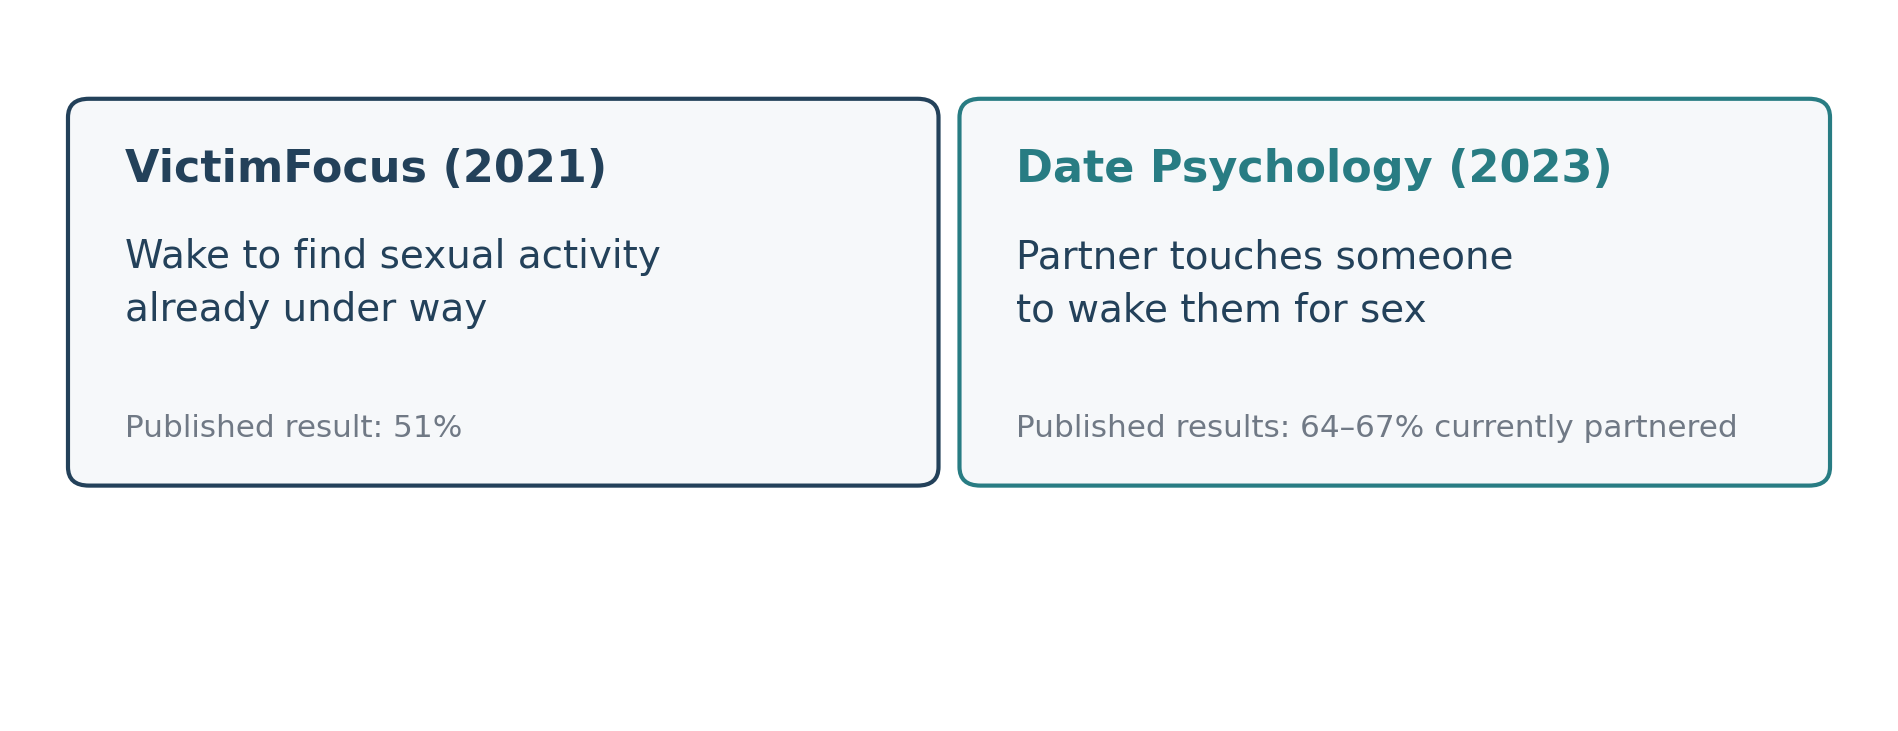 VictimFocus (2021)
Wake to find sexual activity
already under way
Published result: 51%
Date Psychology (2023)
Partner touches someone
to wake them for sex
Published results: 64–67% currently partnered